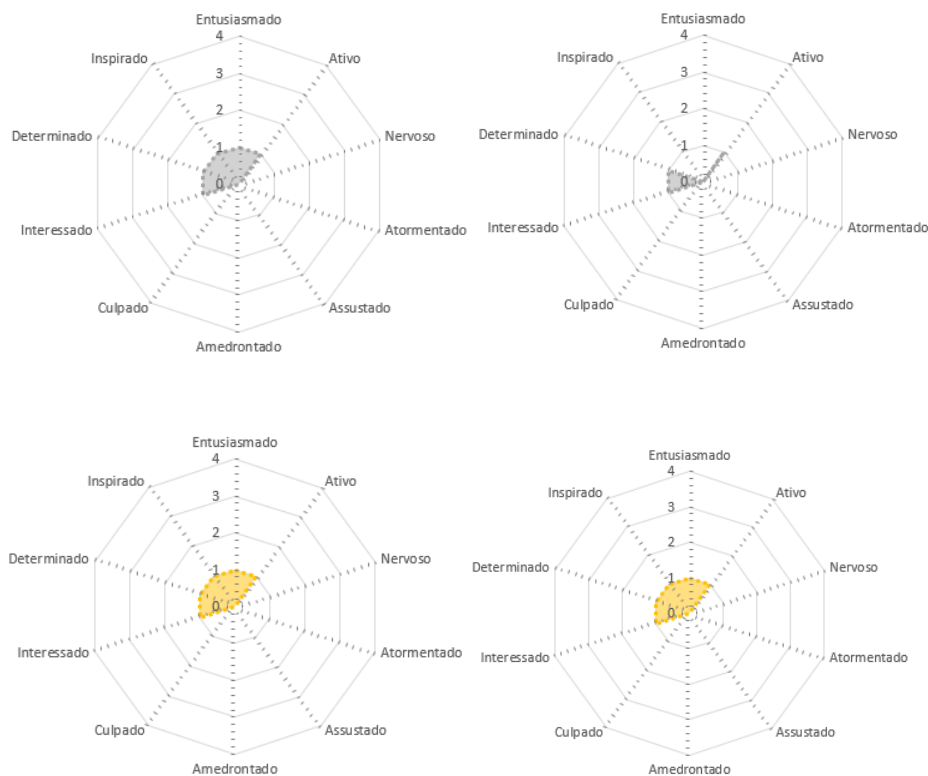 Entusiasmado
4
3
2
1
0
Ativo
Nervoso
Atormentado
Assustado
Amedrontado
Culpado
Interessado
Determinado
Inspirado
Entusiasmado
4
3
2
1
0
Ativo
Nervoso
Atormentado
Assustado
Amedrontado
Culpado
Interessado
Determinado
Inspirado
Entusiasmado
4
3
2
1
0
Ativo
Nervoso
Atormentado
Assustado
Amedrontado
Culpado
Interessado
Determinado
Inspirado
Entusiasmado
4
3
2
1
0
Ativo
Nervoso
Atormentado
Assustado
Amedrontado
Culpado
Interessado
Determinado
Inspirado